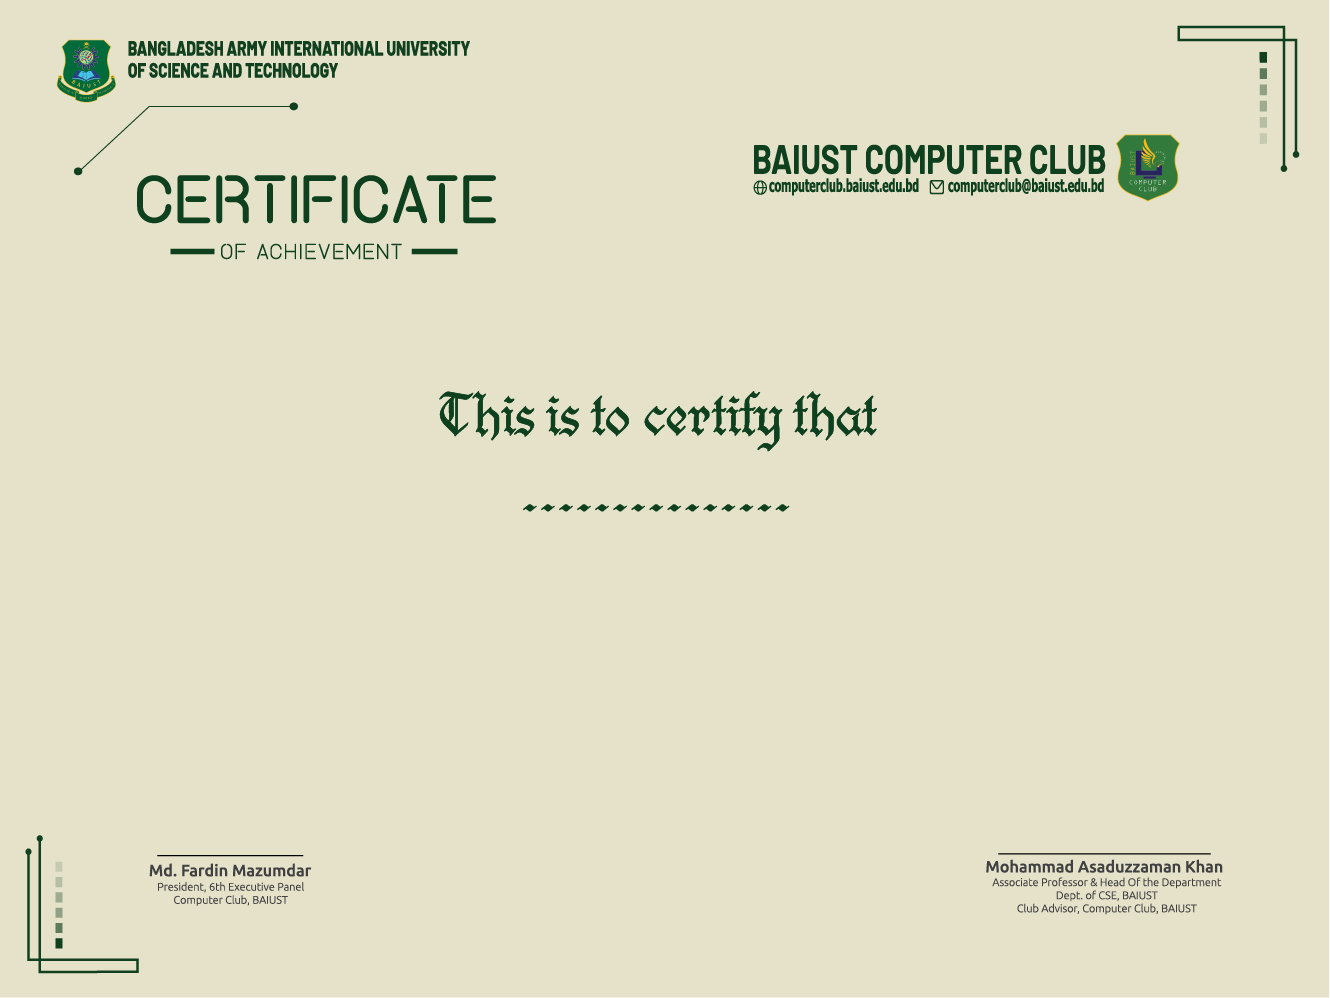 BANGLADESH ARMY INTERNATIONAL UNIVERSITY
OF SCIENCE AND TECHNOLOGY
BAIUST
CERTIFICATE
OF ACHIEVEMENT
BAIUST COMPUTER CLUB
computerclub.baiust.edu.bd computerclub@baiust.edu.bd
BAIUST
COMPUTER
CLUB
This is to certify that
Md. Fardin Mazumdar
President, 6th Executive Panel
Computer Club, BAIUST
Mohammad Asaduzzaman Khan
Associate Professor & Head Of the Department
Dept. of CSE, BAIUST
Club Advisor, Computer Club, BAIUST